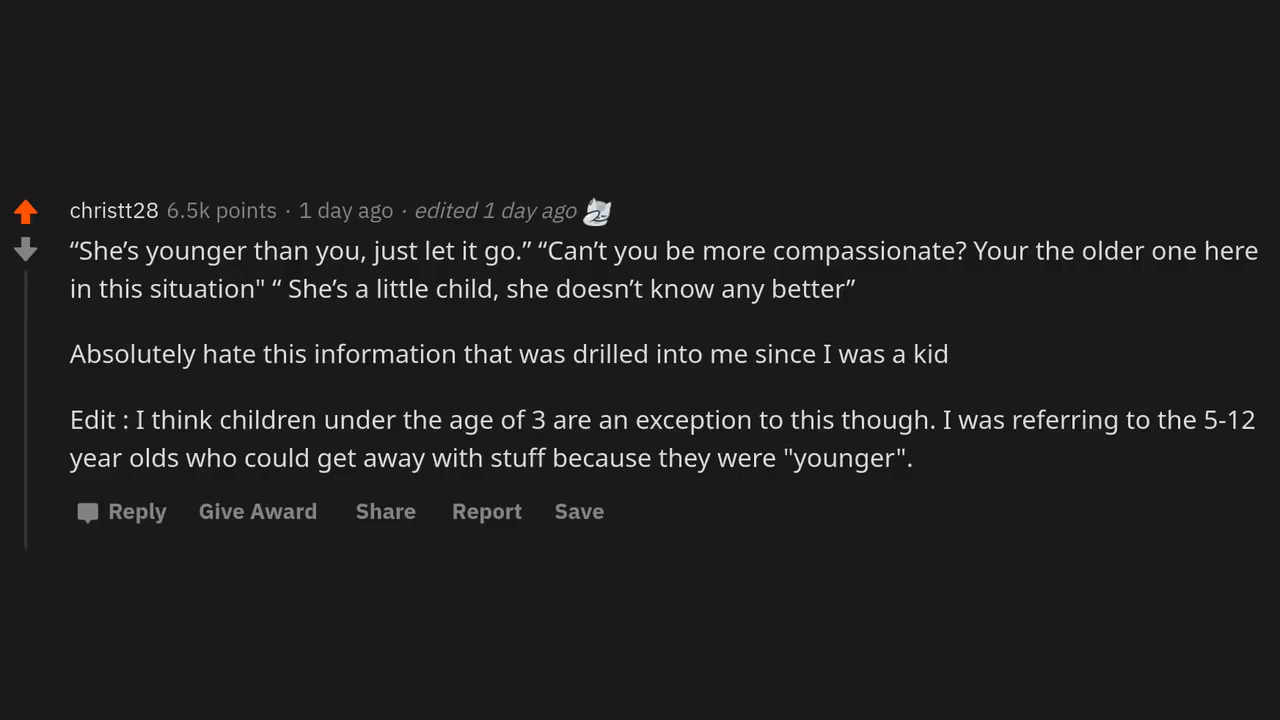 christt28 6.5k points · 1 day ago · edited 1 day ago
“She’s younger than you, just let it go.” “Can’t you be more compassionate? Your the older one here
in this situation" “ She’s a little child, she doesn’t know any better”
Absolutely hate this information that was drilled into me since I was a kid
Edit : I think children under the age of 3 are an exception to this though. I was referring to the 5-12
year olds who could get away with stuff because they were "younger".
Reply Give Award Share Report Save